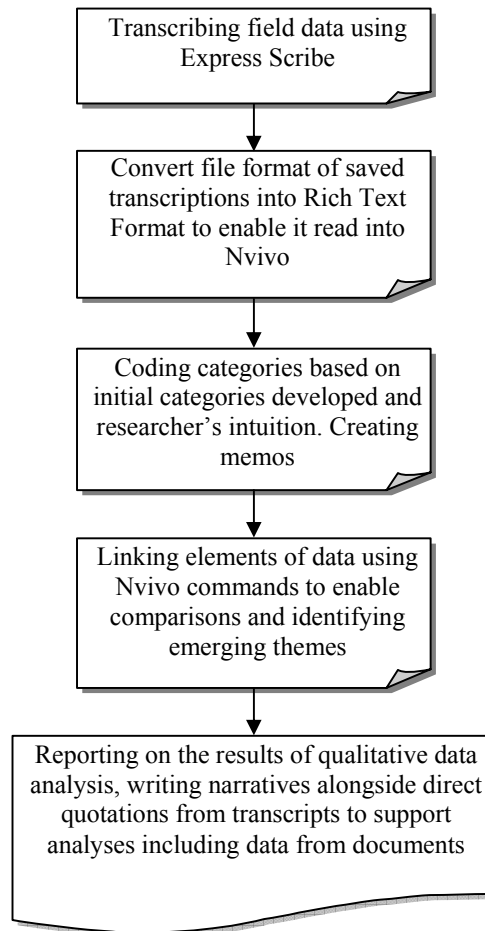 Transcribing field data using
Express Scribe
Convert file format of saved
transcriptions into Rich Text
Format to enable it read into
Nvivo
Coding categories based on
initial categories developed and
researcher's intuition. Creating
memos
Linking elements of data using
Nvivo commands to enable
comparisons and identifying
emerging themes
Reporting on the results of qualitative data
analysis, writing narratives alongside direct
quotations from transcripts to support
analyses including data from documents